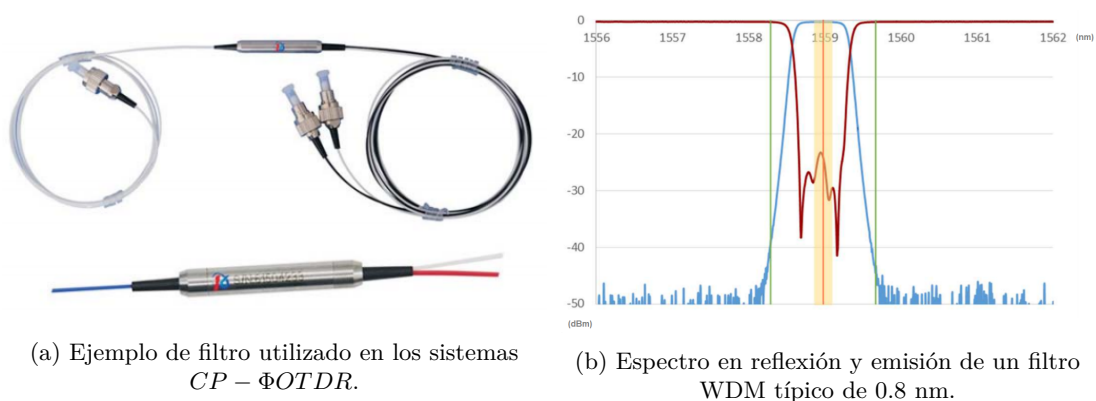 0
1556 1557 1558 1559 1560 1561 1562 (nm)
-10
-20
-30
-40
-50
(dBm)
(a) Ejemplo de filtro utilizado en los sistemas
CP − ΦOTDR.
(b) Espectro en reflexión y emisión de un filtro
WDM típico de 0.8 nm.